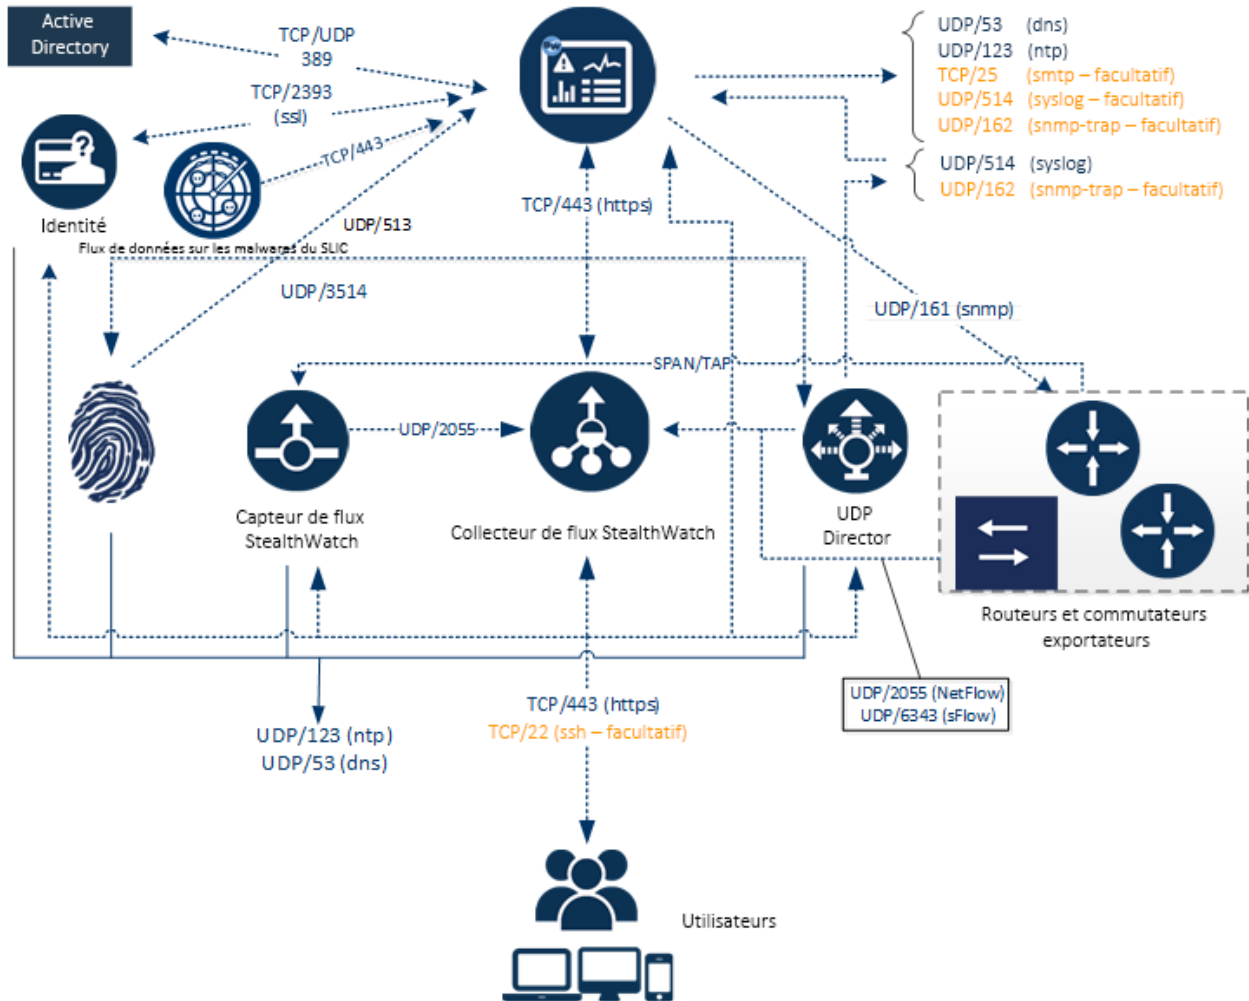 Active
Directory
TCP/UDP
389
TCP/2393
(ssl)
TCP/443
Pw
UDP/53 (dns)
UDP/123 (ntp)
TCP/25 (smtp – facultatif)
UDP/514 (syslog – facultatif)
UDP/162 (snmp-trap – facultatif)
UDP/514 (syslog)
UDP/162 (snmp-trap – facultatif)
Identité
Flux de données sur les malwares du SLIC
UDP/513
TCP/443 (https)
UDP/3514
UDP/161 (snmp)
SPAN/TAP
UDP/2055
Capteur de flux
StealthWatch
Collecteur de flux StealthWatch
UDP
Director
Routeurs et commutateurs
exportateurs
UDP/2055 (NetFlow)
UDP/6343 (sFlow)
UDP/123 (ntp)
UDP/53 (dns)
TCP/443 (https)
TCP/22 (ssh – facultatif)
Utilisateurs